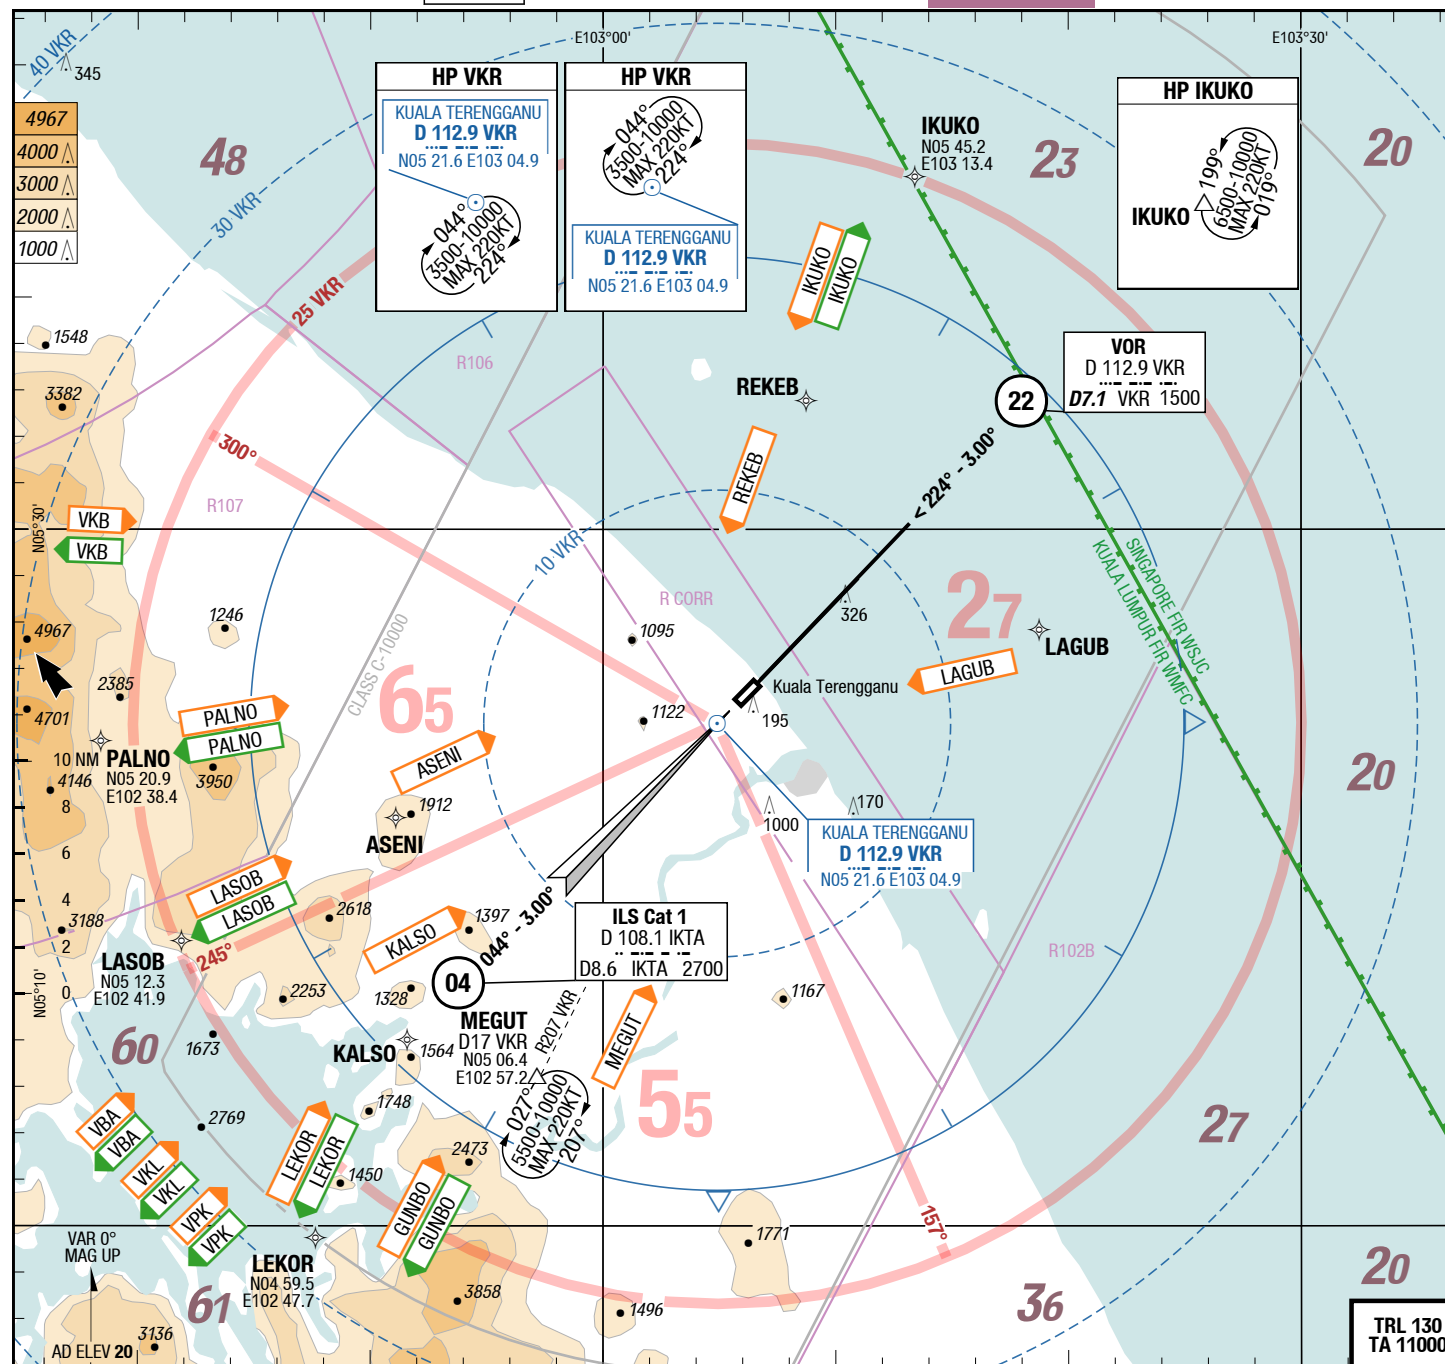 E103°00'
E103°30'
40 VKR
345
4967
4000
3000
2000
1000
48
30 VKR
25 VKR
HP VKR
KUALA TERENGGANU
D 112.9 VKR
N05 21.6 E103 04.9
044°
3500-10000
MAX 220KT
224°
HP VKR
044°
3500-10000
MAX 220KT
224°
KUALA TERENGGANU
D 112.9 VKR
N05 21.6 E103 04.9
IKUKO
N05 45.2
E103 13.4
23
HP IKUKO
IKUKO
199°
6500-10000
MAX 220KT
019°
20
IKUKO
IKUKO
1548
3382
R106
REKEB
22
VOR
D 112.9 VKR
D7.1 VKR 1500
300°
R107
REKEB
< 224° - 3.00°
N05°30'
VKB
VKB
10 VKR
SINGAPORE FIR WSJC
KUALA LUMPUR FIR WMFC
R CORR
326
27
1246
1095
CLASS C-10000
4967
LAGUB
LAGUB
2385
65
Kuala Terengganu
4701
PALNO
PALNO
1122
195
10 NM
PALNO
N05 20.9
E102 38.4
3950
4146
8
6
4
2
0
ASENI
1912
ASENI
1000
170
20
KUALA TERENGGANU
D 112.9 VKR
N05 21.6 E103 04.9
LASOB
LASOB
2618
3188
245°
LASOB
N05 12.3
E102 41.9
KALSO
1397
044° - 3.00°
ILS Cat 1
D 108.1 IKTA
D8.6 IKTA 2700
R102B
N05°10'
2253
1328
04
1167
60
1673
KALSO
1564
MEGUT
D17 VKR
N05 06.4
E102 57.2
R207 VKR
MEGUT
027°
5500-10000
MAX 220KT
207°
55
2769
1748
27
VBA
VBA
VKL
VKL
VPK
VPK
LEKOR
LEKOR
1450
2473
GUNBO
GUNBO
157°
1771
VAR 0°
MAG UP
LEKOR
N04 59.5
E102 47.7
61
3858
1496
36
20
3136
AD ELEV 20
TRL 130
TA 11000